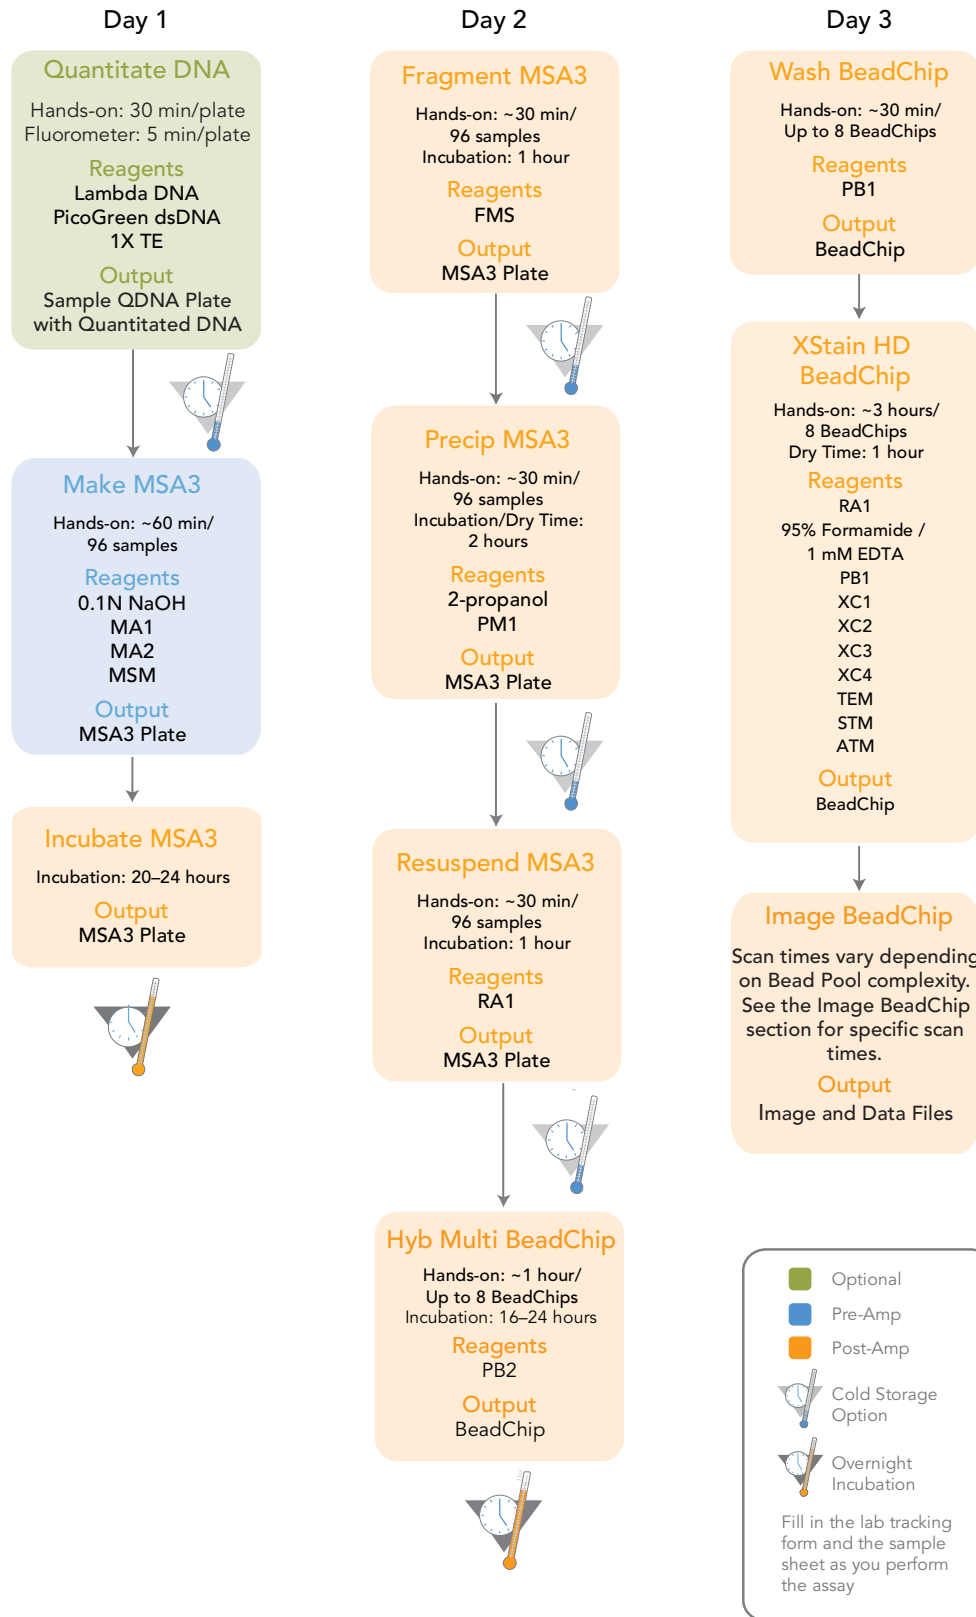 Day 1
Quantitate DNA
Hands-on: 30 min/plate
Fluorometer: 5 min/plate
Reagents
Lambda DNA
PicoGreen dsDNA
1X TE
Output
Sample QDNA Plate
with Quantitated DNA
Make MSA3
Hands-on: ~60 min/
96 samples
Reagents
0.1N NaOH
MA1
MA2
MSM
Output
MSA3 Plate
Incubate MSA3
Incubation: 20–24 hours
Output
MSA3 Plate
Day 2
Fragment MSA3
Hands-on: ~30 min/
96 samples
Incubation: 1 hour
Reagents
FMS
Output
MSA3 Plate
Precip MSA3
Hands-on: ~30 min/
96 samples
Incubation/Dry Time:
2 hours
Reagents
2-propanol
PM1
Output
MSA3 Plate
Resuspend MSA3
Hands-on: ~30 min/
96 samples
Incubation: 1 hour
Reagents
RA1
Output
MSA3 Plate
Hyb Multi BeadChip
Hands-on: ~1 hour/
Up to 8 BeadChips
Incubation: 16–24 hours
Reagents
PB2
Output
BeadChip
Day 3
Wash BeadChip
Hands-on: ~30 min/
Up to 8 BeadChips
Reagents
PB1
Output
BeadChip
XStain HD
BeadChip
Hands-on: ~3 hours/
8 BeadChips
Dry Time: 1 hour
Reagents
RA1
95% Formamide /
1 mM EDTA
PB1
XC1
XC2
XC3
XC4
TEM
STM
ATM
Output
BeadChip
Image BeadChip
Scan times vary depending
on Bead Pool complexity.
See the Image BeadChip
section for specific scan
times.
Output
Image and Data Files
Optional
Pre-Amp
Post-Amp
Cold Storage
Option
Overnight
Incubation
Fill in the lab tracking
form and the sample
sheet as you perform
the assay